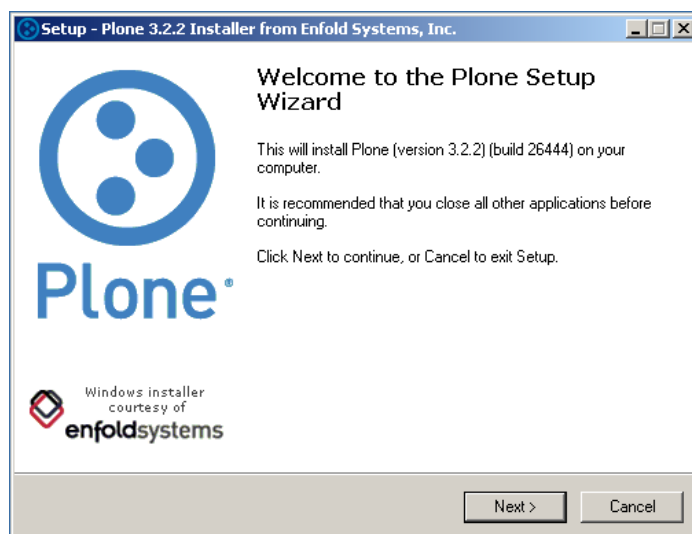 Setup - Plone 3.2.2 Installer from Enfold Systems, Inc.
Welcome to the Plone Setup
Wizard
This will install Plone (version 3.2.2) (build 26444) on your
computer.
It is recommended that you close all other applications before
continuing.
Click Next to continue, or Cancel to exit Setup.
Plone®
Windows installer
courtesy of
enfoldsystems
Next >
Cancel